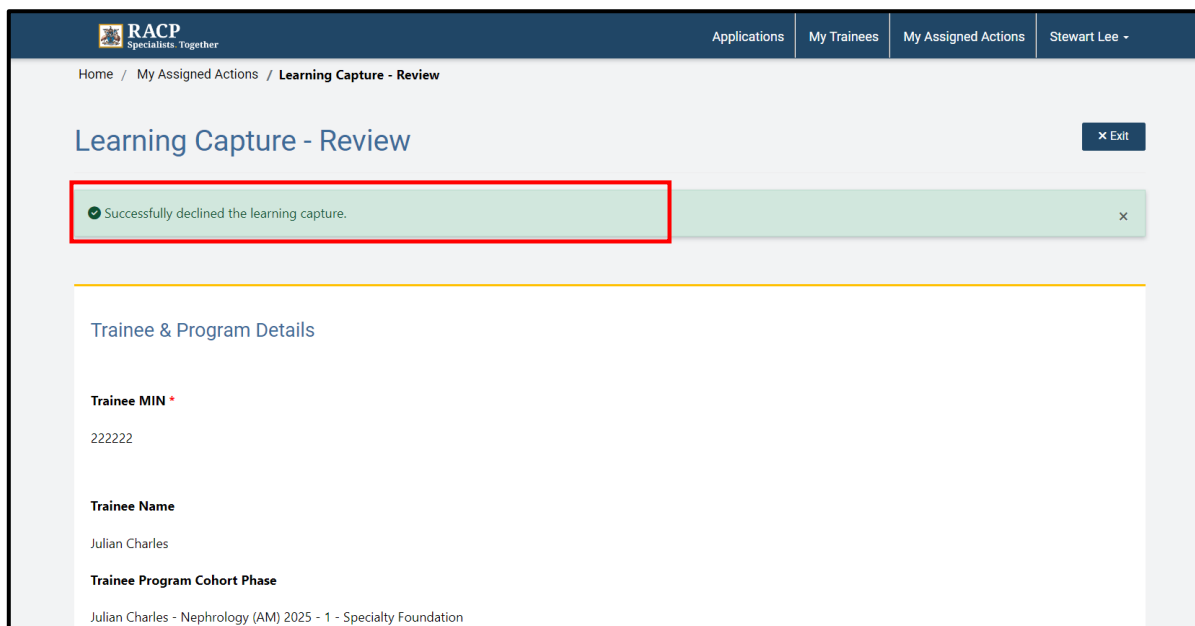 RACP
Specialists. Together
Applications
My Trainees
My Assigned Actions
Stewart Lee
Home / My Assigned Actions / Learning Capture - Review
Learning Capture - Review
× Exit
Successfully declined the learning capture.
×
Trainee & Program Details
Trainee MIN *
222222
Trainee Name
Julian Charles
Trainee Program Cohort Phase
Julian Charles - Nephrology (AM) 2025 - 1 - Specialty Foundation